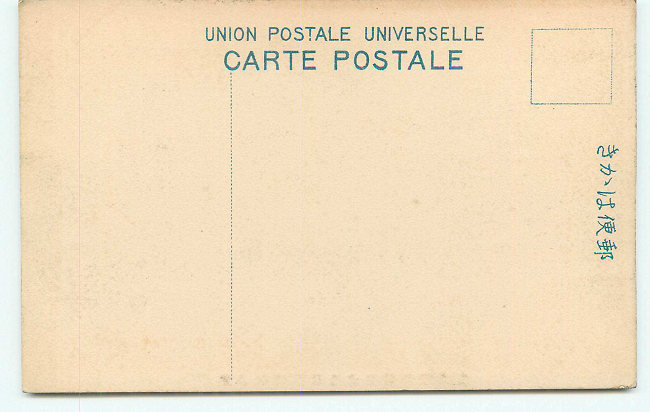 UNION POSTALE UNIVERSELLE
CARTE POSTALE
郵便はかき